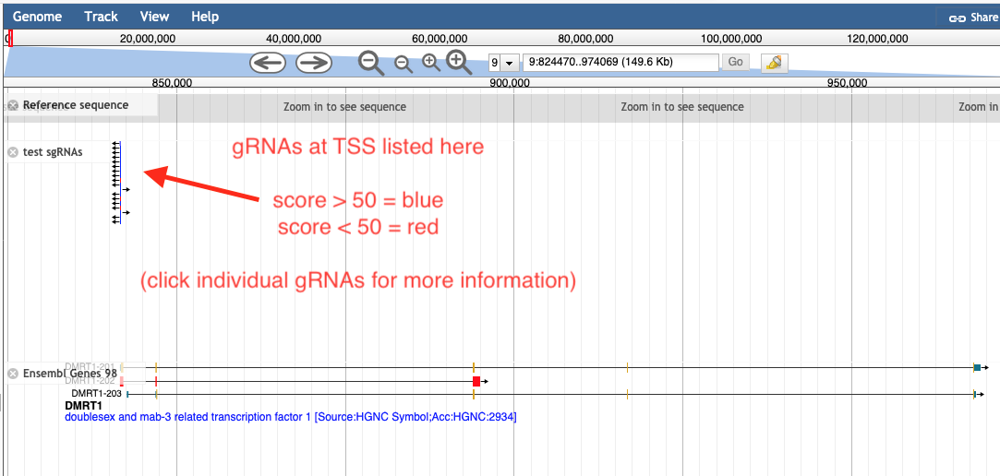 Genome Track View Help Share
0 20,000,000 40,000,000 60,000,000 80,000,000 100,000,000 120,000,000
9 9:824470..974069 (149.6 Kb) Go
850,000 900,000 950,000
Reference sequence Zoom in to see sequence Zoom in to see sequence Zoom in
test sgRNAs
gRNAs at TSS listed here
score > 50 = blue
score < 50 = red
(click individual gRNAs for more information)
DMRT1-201
Ensembl Genes 98
DMRT1-202
DMRT1-203
DMRT1
doublesex and mab-3 related transcription factor 1 [Source:HGNC Symbol;Acc:HGNC:2934]